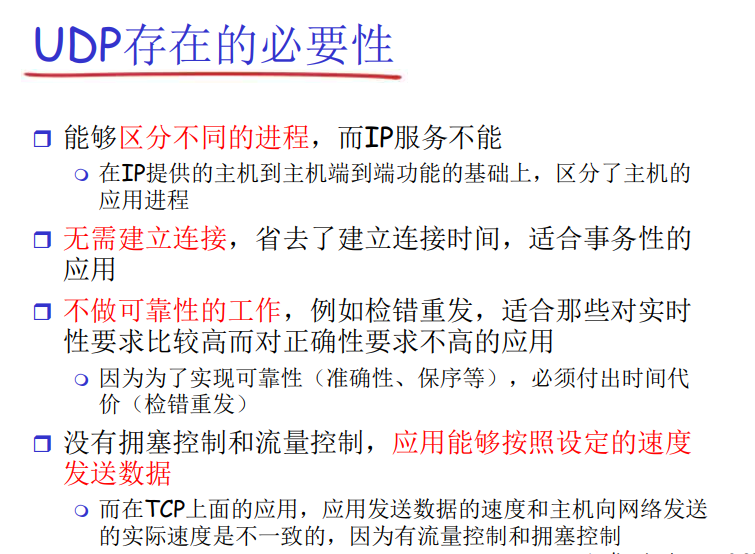 UDP存在的必要性
能够区分不同的进程，而IP服务不能
在IP提供的主机到主机端到端功能的基础上，区分了主机的
应用进程
无需建立连接，省去了建立连接时间，适合事务性的
应用
不做可靠性的工作，例如检错重发，适合那些对实时
性要求比较高而对正确性要求不高的应用
因为为了实现可靠性（准确性、保序等），必须付出时间代
价（检错重发）
没有拥塞控制和流量控制，应用能够按照设定的速度
发送数据
而在TCP上面的应用，应用发送数据的速度和主机向网络发送
的实际速度是不一致的，因为有流量控制和拥塞控制